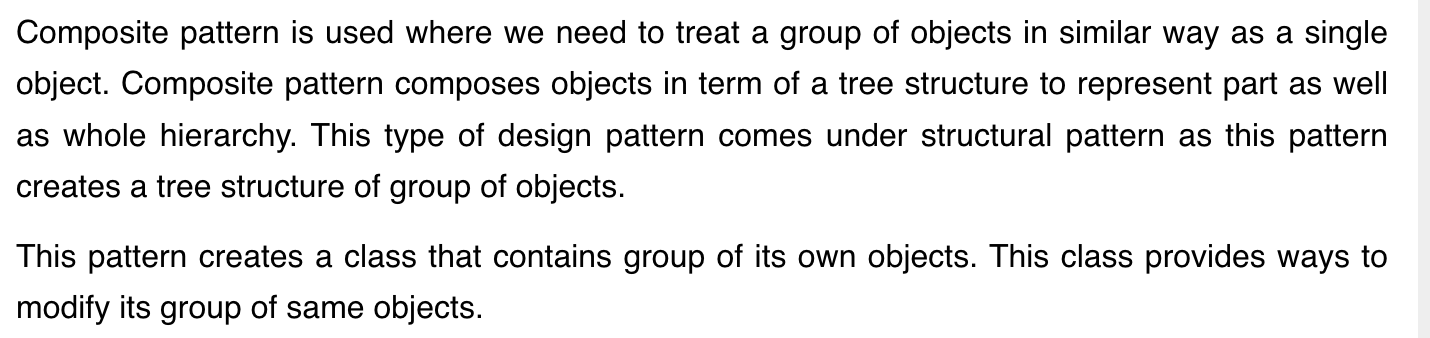 Composite pattern is used where we need to treat a group of objects in similar way as a single
object. Composite pattern composes objects in term of a tree structure to represent part as well
as whole hierarchy. This type of design pattern comes under structural pattern as this pattern
creates a tree structure of group of objects.
This pattern creates a class that contains group of its own objects. This class provides ways to
modify its group of same objects.